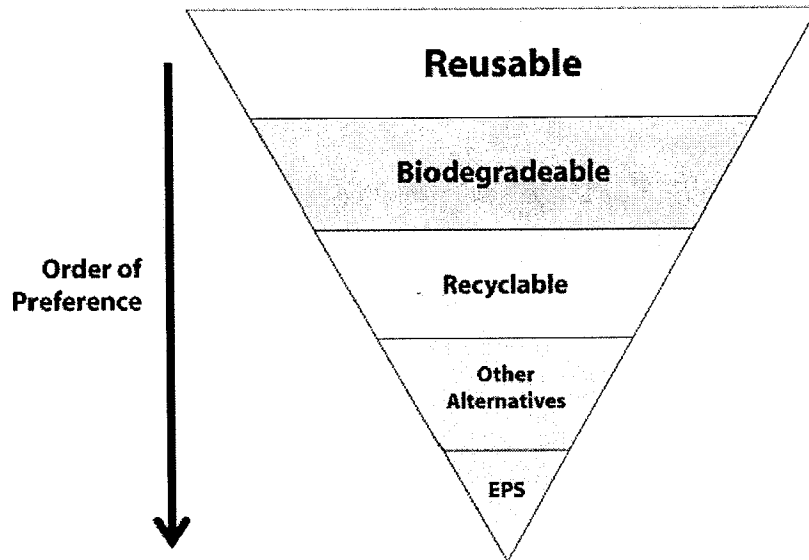 Reusable
Biodegradeable
Order of
Preference
Recyclable
Other
Alternatives
EPS